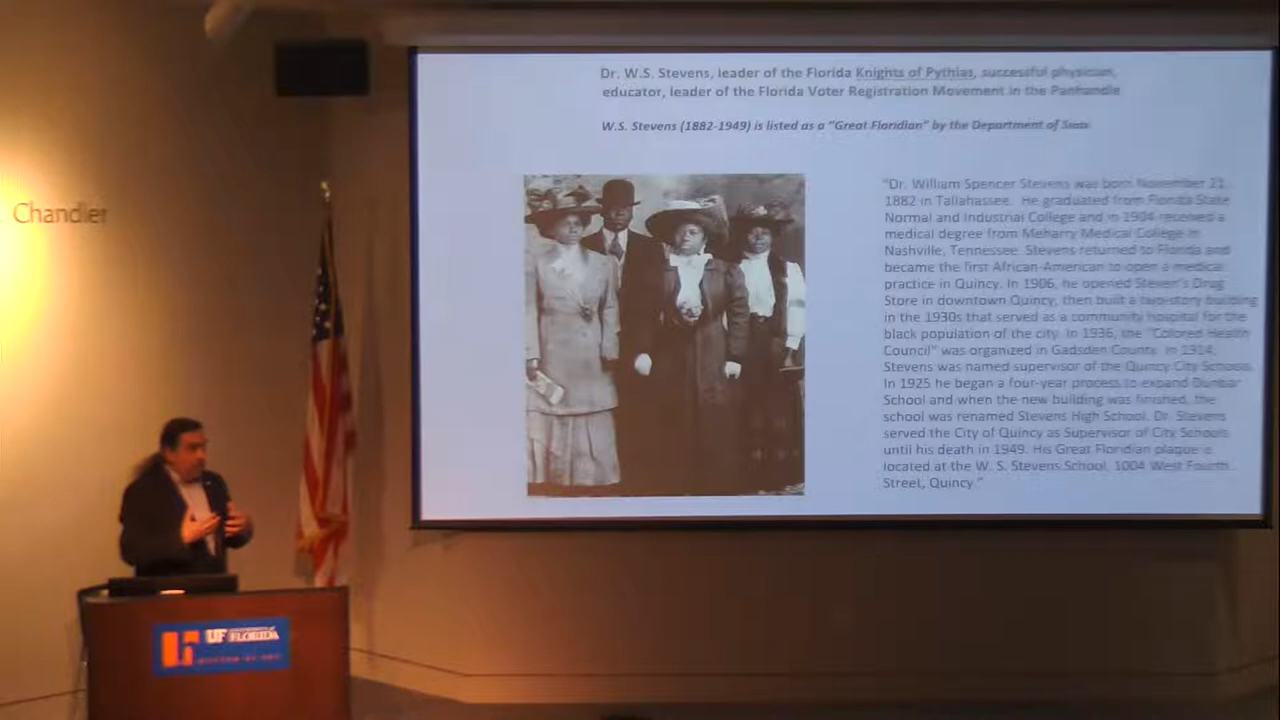 Chandler
Dr. W.S. Stevens, leader of the Florida Knights of Pythias, successful physician,
educator, leader of the Florida Voter Registration Movement in the Panhandle
W.S. Stevens (1882-1949) is listed as a "Great Floridian" by the Department of State
"Dr. William Spencer Stevens was born November 21,
1882 in Tallahassee. He graduated from Florida State
Normal and Industrial College and in 1904 received a
medical degree from Meharry Medical College in
Nashville, Tennessee. Stevens returned to Florida and
became the first African-American to open a medical
practice in Quincy. In 1906, he opened Steven's Drug
Store in downtown Quincy, then built a two-story building
in the 1930s that served as a community hospital for the
black population of the city. In 1936, the "Colored Health
Council" was organized in Gadsden County. In 1914,
Stevens was named supervisor of the Quincy City Schools.
In 1925 he began a four-year process to expand Dunbar
School and when the new building was finished, the
school was renamed Stevens High School. Dr. Stevens
served the City of Quincy as Supervisor of City Schools
until his death in 1949. His Great Floridian plaque is
located at the W. S. Stevens School, 1004 West Fourth
Street, Quincy."
UF UNIVERSITY of
FLORIDA